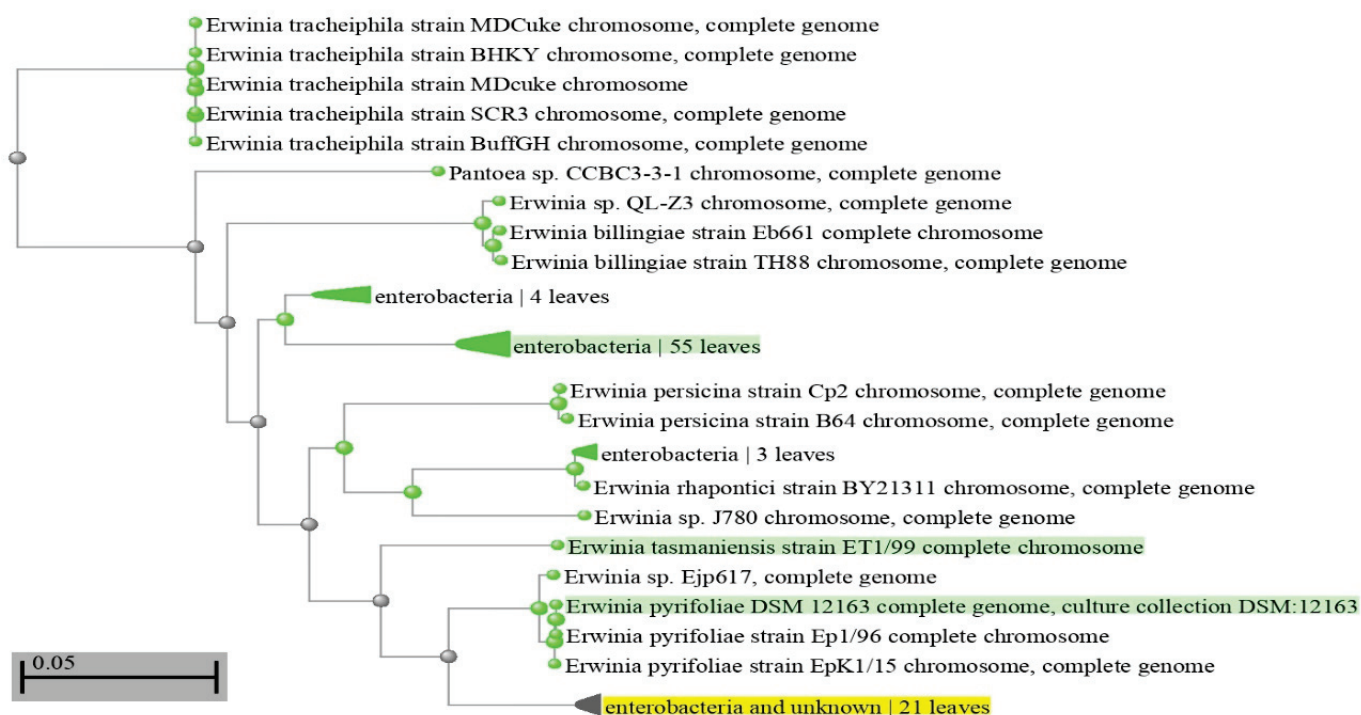 Erwinia tracheiphila strain MDCuke chromosome, complete genome
Erwinia tracheiphila strain BHKY chromosome, complete genome
Erwinia tracheiphila strain MDcuke chromosome
Erwinia tracheiphila strain SCR3 chromosome, complete genome
Erwinia tracheiphila strain BuffGH chromosome, complete genome
Pantoea sp. CCBC3-3-1 chromosome, complete genome
Erwinia sp. QL-Z3 chromosome, complete genome
Erwinia billingiae strain Eb661 complete chromosome
Erwinia billingiae strain TH88 chromosome, complete genome
enterobacteria | 4 leaves
enterobacteria | 55 leaves
Erwinia persicina strain Cp2 chromosome, complete genome
Erwinia persicina strain B64 chromosome, complete genome
enterobacteria | 3 leaves
Erwinia rhapontici strain BY21311 chromosome, complete genome
Erwinia sp. J780 chromosome, complete genome
Erwinia tasmaniensis strain ET1/99 complete chromosome
Erwinia sp. Ejp617, complete genome
Erwinia pyrifoliae DSM 12163 complete genome, culture collection DSM:12163
Erwinia pyrifoliae strain Ep1/96 complete chromosome
Erwinia pyrifoliae strain EpK1/15 chromosome, complete genome
0.05
enterobacteria and unknown | 21 leaves